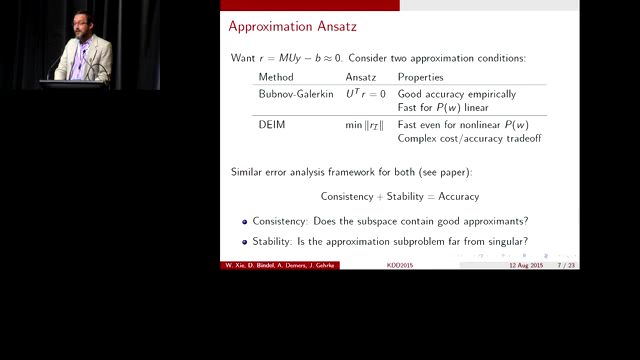 Approximation Ansatz
Want r = MUy − b ≈ 0. Consider two approximation conditions:
Method Ansatz Properties
Bubnov-Galerkin U^T r = 0 Good accuracy empirically
Fast for P(w) linear
DEIM min ‖r_I‖ Fast even for nonlinear P(w)
Complex cost/accuracy tradeoff
Similar error analysis framework for both (see paper):
Consistency + Stability = Accuracy
Consistency: Does the subspace contain good approximants?
Stability: Is the approximation subproblem far from singular?
W. Xie, D. Bindel, A. Demers, J. Gehrke KDD2015 12 Aug 2015 7 / 23